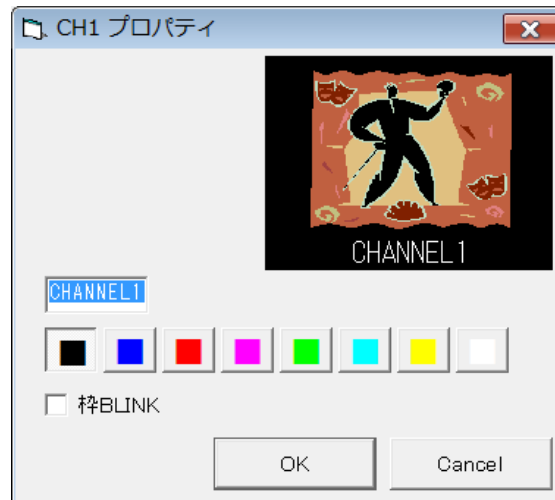 CH1 プロパティ
CHANNEL1
CHANNEL1
枠BLINK
OK
Cancel